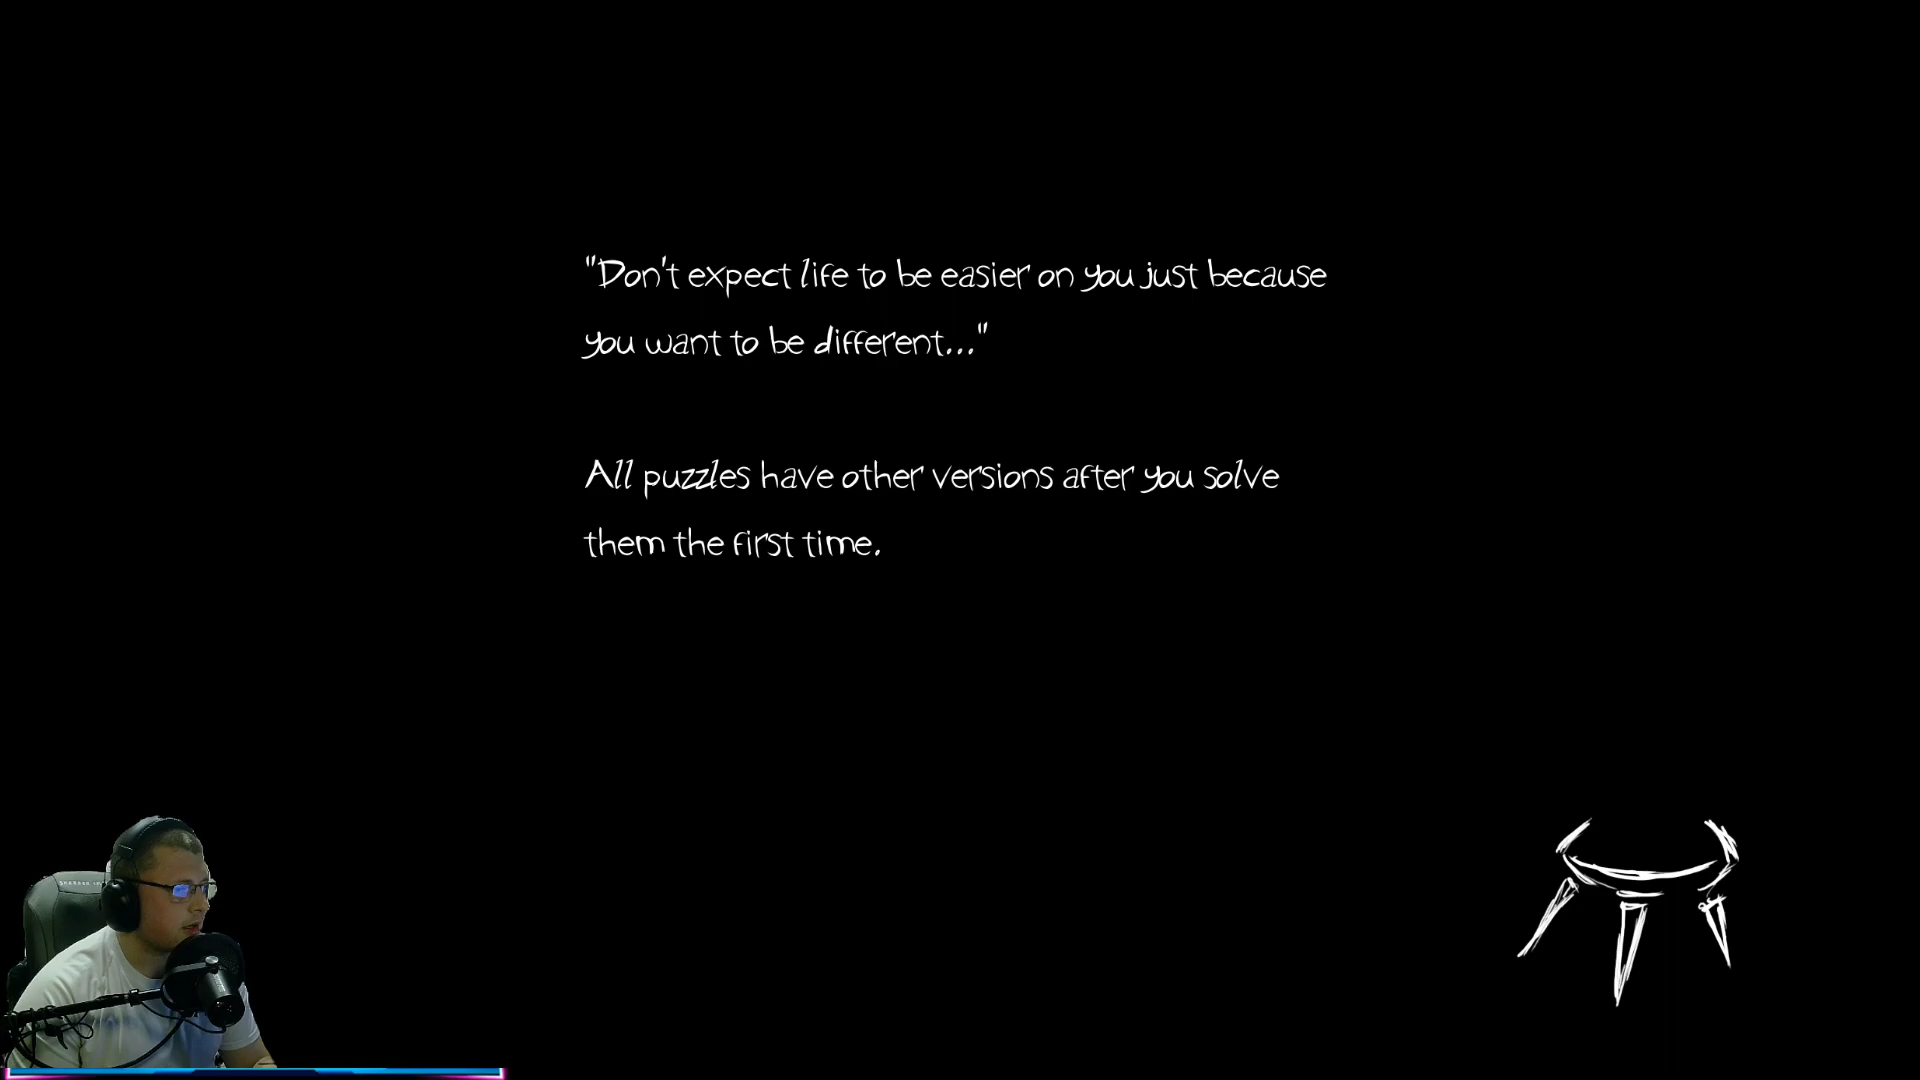 "Don't expect life to be easier on you just because
you want to be different..."
All puzzles have other versions after you solve
them the first time.